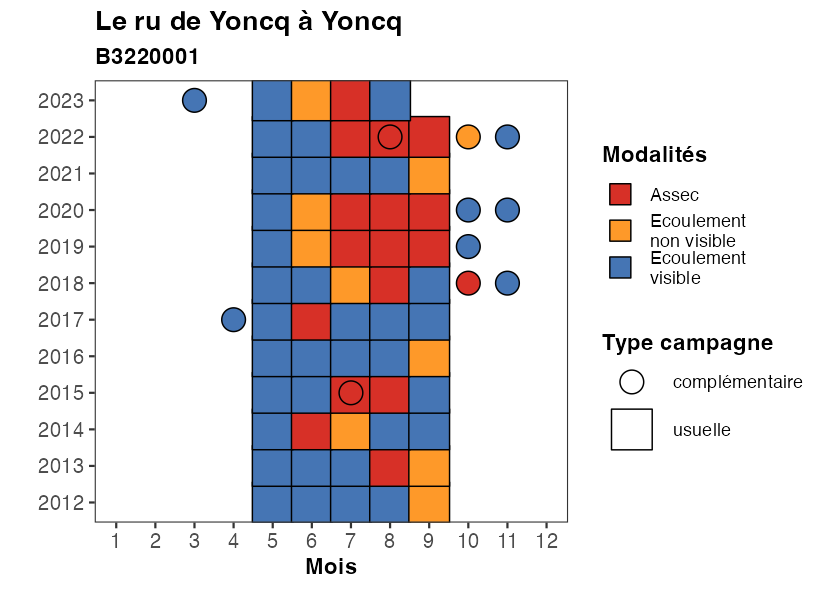 Le ru de Yoncq à Yoncq
B3220001
2023
2022
2021
2020
2019
2018
2017
2016
2015
2014
2013
2012
1 2 3 4 5 6 7 8 9 10 11 12
Mois
Modalités
Assec
Ecoulement
non visible
Ecoulement
visible
Type campagne
complémentaire
usuelle